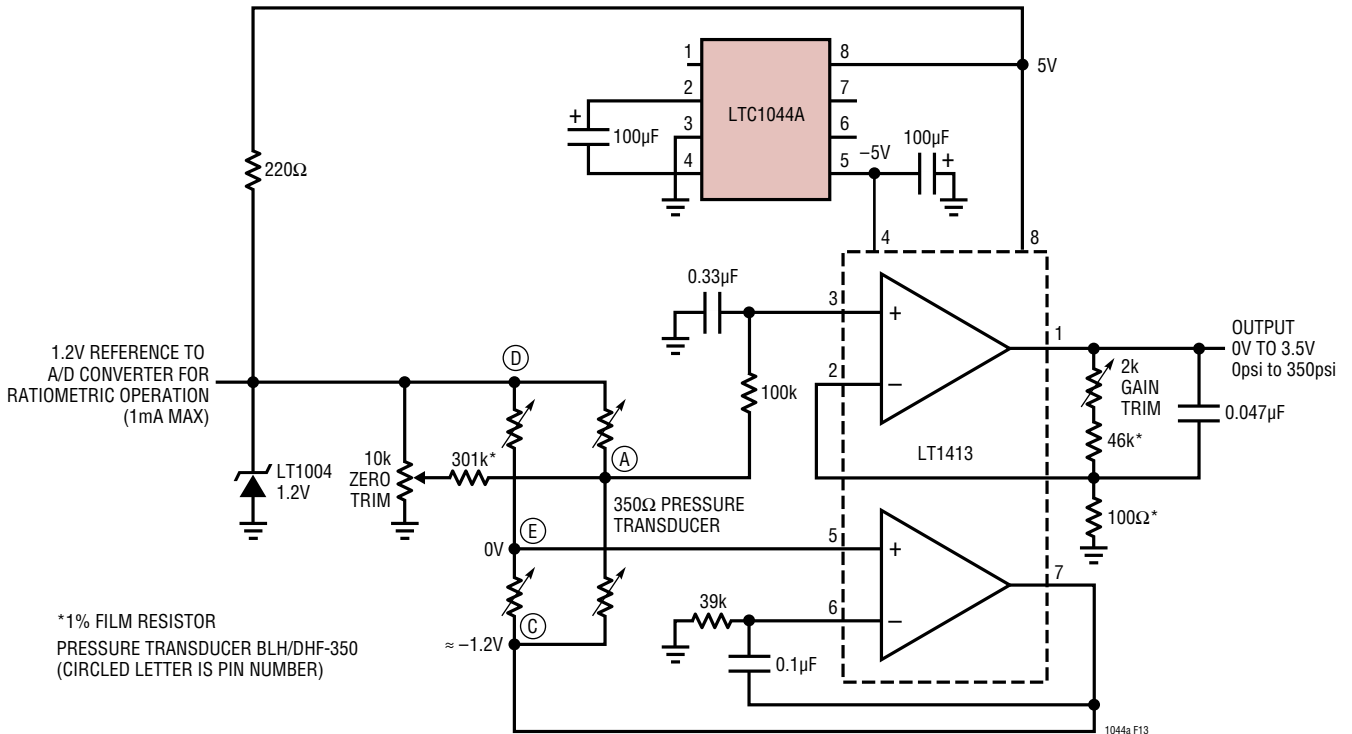 1
2
3
4
LTC1044A
8
7
6
5
5V
−5V
+
100µF
100µF
+
220Ω
4
8
0.33µF
3
+
2
−
1
LT1413
100k
OUTPUT
0V TO 3.5V
0psi to 350psi
2k
GAIN
TRIM
46k*
0.047µF
100Ω*
1.2V REFERENCE TO
A/D CONVERTER FOR
RATIOMETRIC OPERATION
(1mA MAX)
D
LT1004
1.2V
10k
ZERO
TRIM
301k*
A
350Ω PRESSURE
TRANSDUCER
E
0V
5
+
6
−
7
39k
0.1µF
C
≈ −1.2V
*1% FILM RESISTOR
PRESSURE TRANSDUCER BLH/DHF-350
(CIRCLED LETTER IS PIN NUMBER)
1044a F13